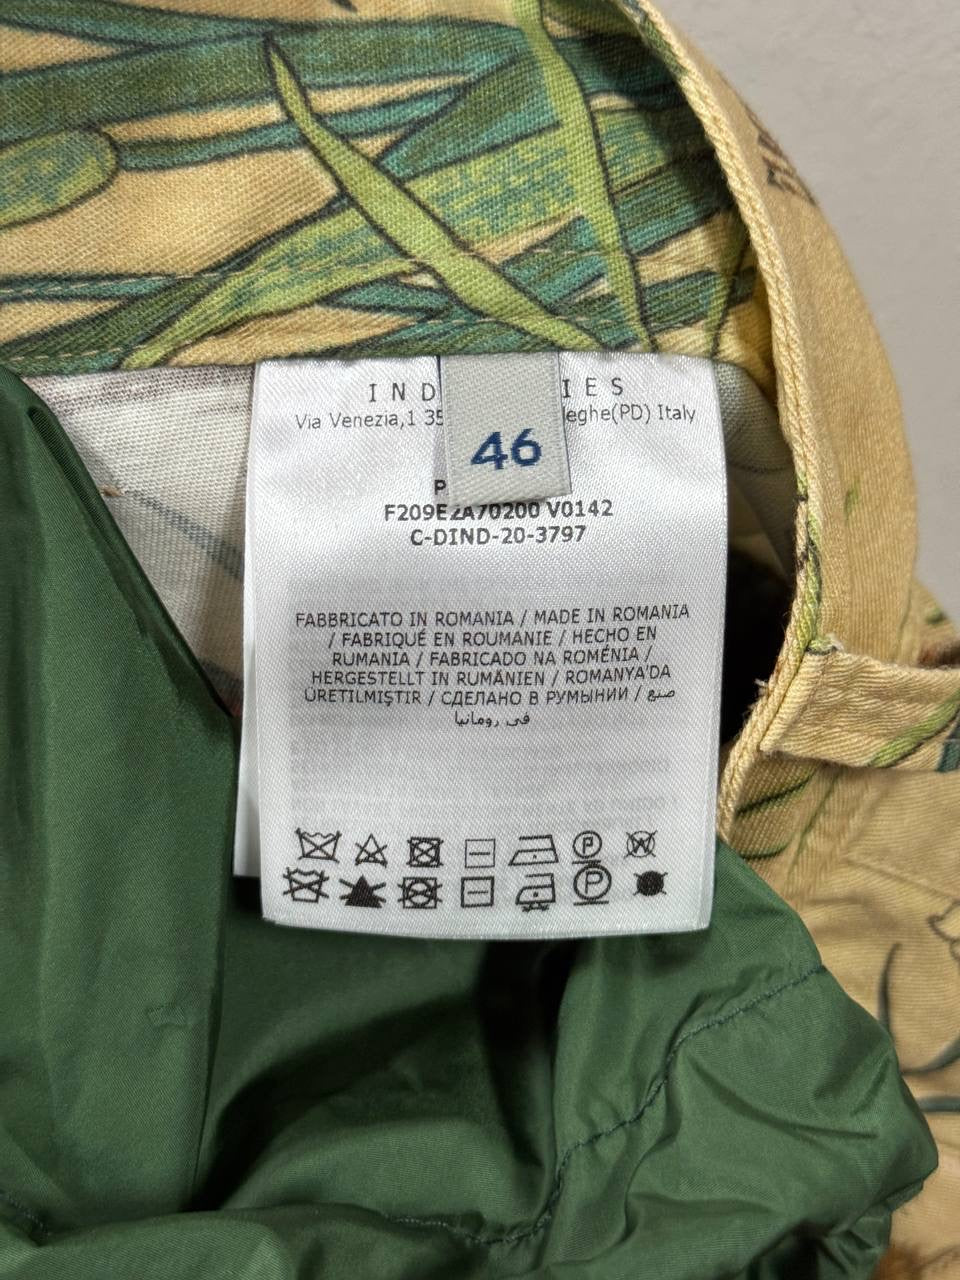 IND IES
Via Venezia,1 35 eghe(PD) Italy
46
P
F209E2A70200 V0142
C-DIND-20-3797
FABBRICATO IN ROMANIA / MADE IN ROMANIA
/ FABRIQUÉ EN ROUMANIE / HECHO EN
RUMANIA / FABRICADO NA ROMÉNIA /
HERGESTELLT IN RUMÄNIEN / ROMANYA'DA
ÜRETILMIŞTIR / СДЕЛАНО В РУМЫНИИ / صنع
في رومانيا
P
W
P